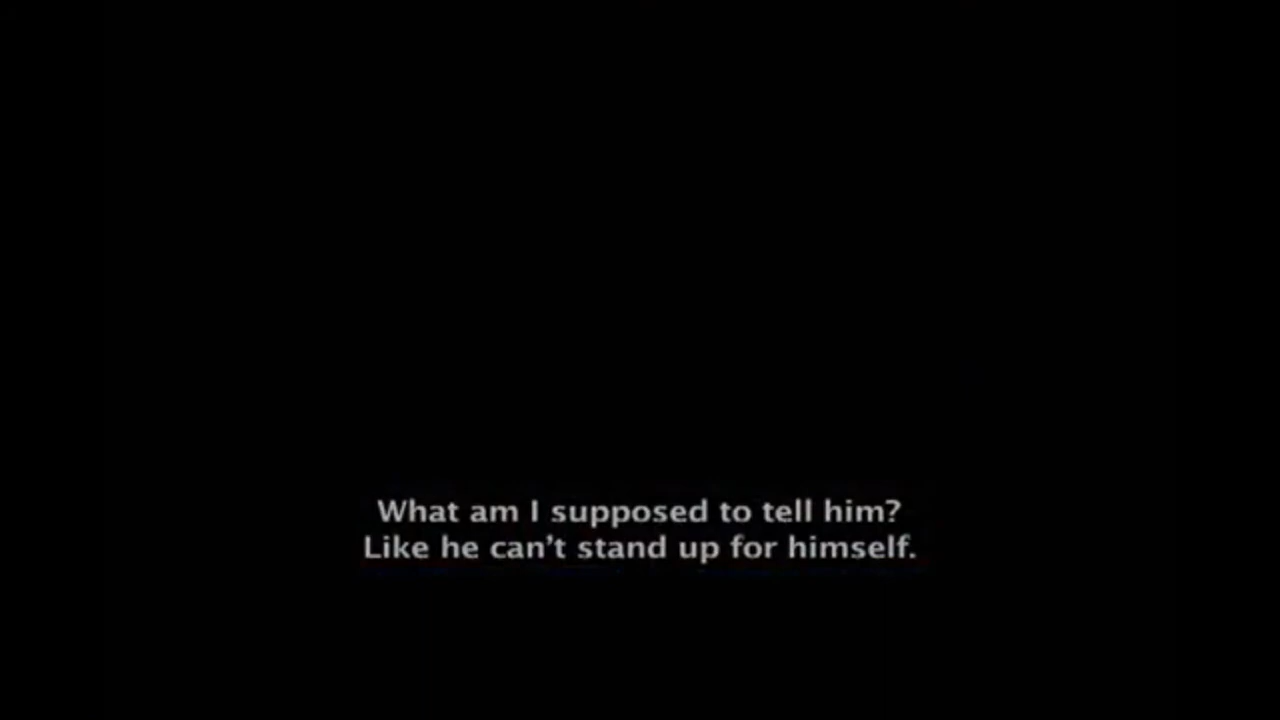 What am I supposed to tell him?
Like he can’t stand up for himself.